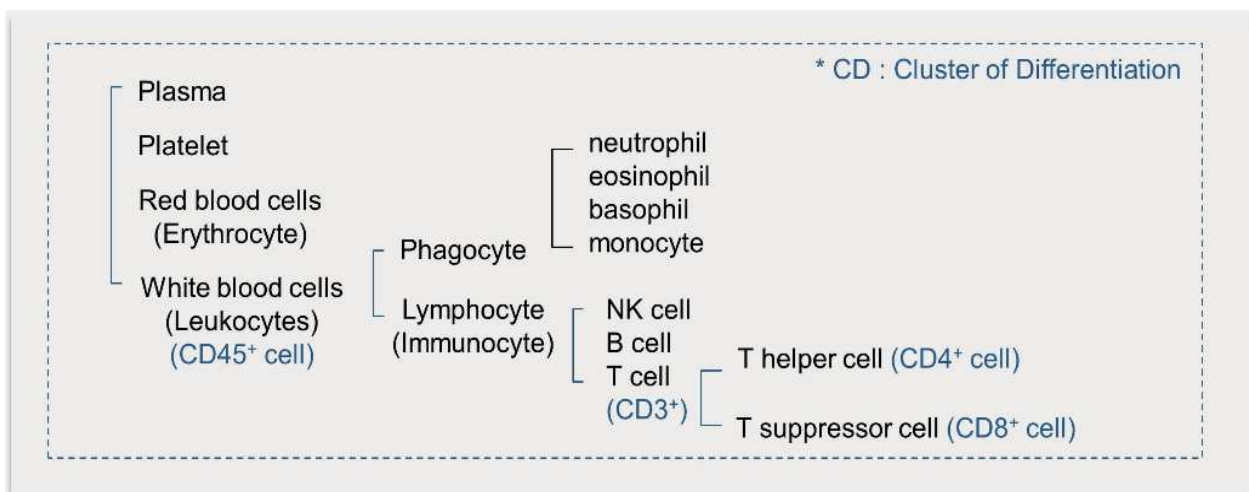 * CD : Cluster of Differentiation
Plasma
Platelet
Red blood cells
(Erythrocyte)
White blood cells
(Leukocytes)
(CD45⁺ cell)
Phagocyte
neutrophil
eosinophil
basophil
monocyte
Lymphocyte
(Immunocyte)
NK cell
B cell
T cell
(CD3⁺)
T helper cell (CD4⁺ cell)
T suppressor cell (CD8⁺ cell)